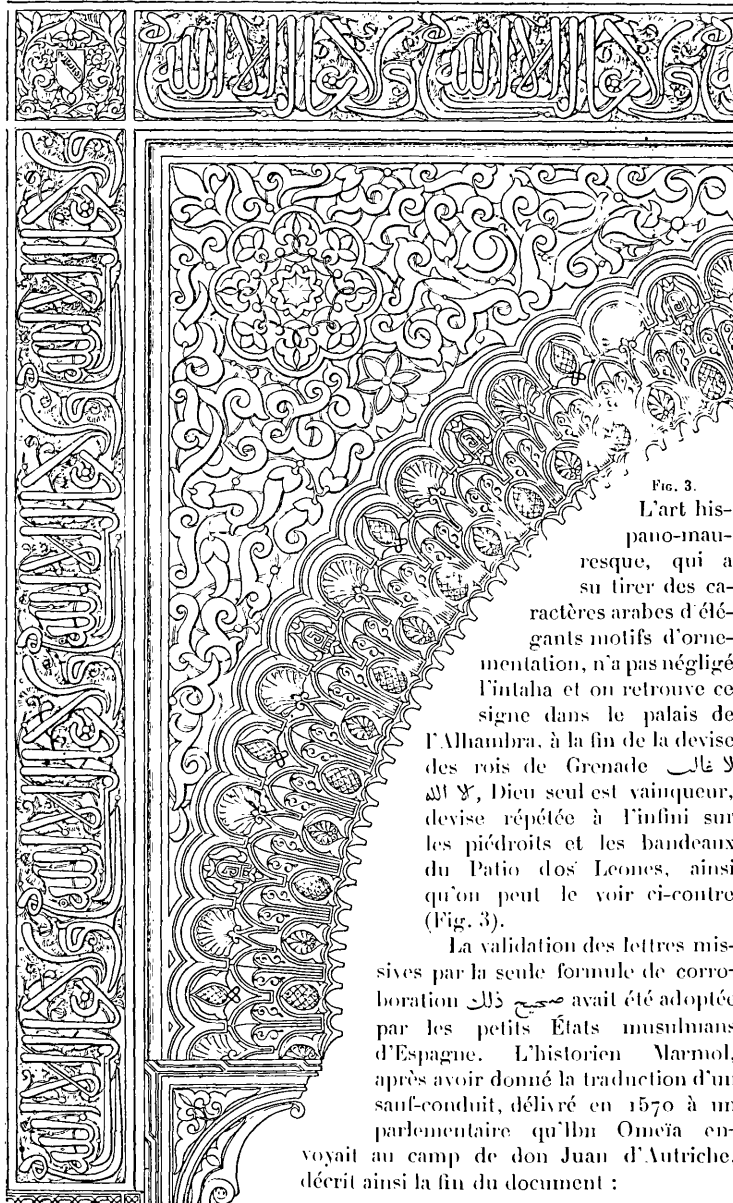 FIG. 3.
L'art his-
pano-mau-
resque, qui a
su tirer des ca-
ractères arabes d'élé-
gants motifs d'orne-
mentation, n'a pas négligé
l'intaha et on retrouve ce
signe dans le palais de
l'Alhambra, à la fin de la devise
des rois de Grenade لا غالب
الا الله, Dieu seul est vainqueur,
devise répétée à l'infini sur
les piédroits et les bandeaux
du Patio dos Leones, ainsi
qu'on peut le voir ci-contre
(Fig. 3).
La validation des lettres mis-
sives par la seule formule de corro-
boration صحيح ذلك avait été adoptée
par les petits États musulmans
d'Espagne. L'historien Marmol,
après avoir donné la traduction d'un
sauf-conduit, délivré en 1570 à un
parlementaire qu'Ibn Omeïa en-
voyait au camp de don Juan d'Autriche,
décrit ainsi la fin du document :